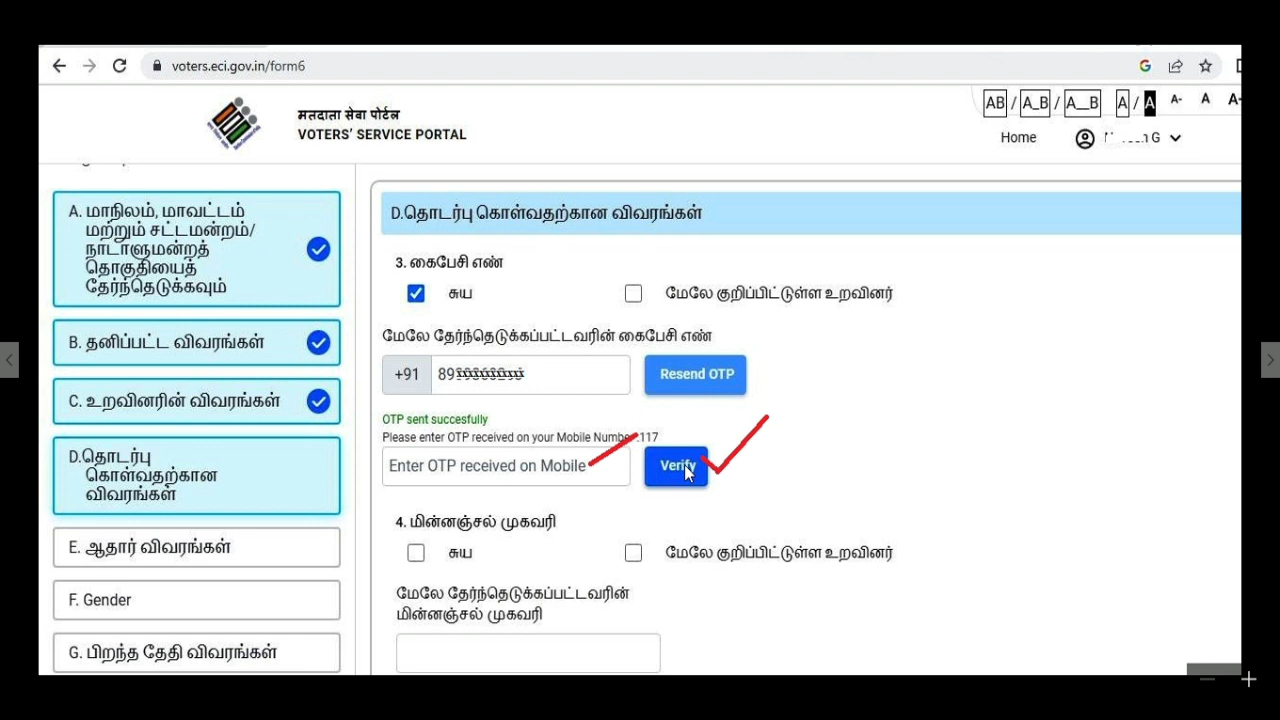 voters.eci.gov.in/form6
मतदाता सेवा पोर्टल
VOTERS' SERVICE PORTAL
AB / A_B / A__B A / A A- A A+
Home G
A. மாநிலம், மாவட்டம்
மற்றும் சட்டமன்றம்/
நாடாளுமன்றத்
தொகுதியைத்
தேர்ந்தெடுக்கவும்
B. தனிப்பட்ட விவரங்கள்
C. உறவினரின் விவரங்கள்
D.தொடர்பு
கொள்வதற்கான
விவரங்கள்
E. ஆதார் விவரங்கள்
F. Gender
G. பிறந்த தேதி விவரங்கள்
D.தொடர்பு கொள்வதற்கான விவரங்கள்
3. கைபேசி எண்
சுய மேலே குறிப்பிட்டுள்ள உறவினர்
மேலே தேர்ந்தெடுக்கப்பட்டவரின் கைபேசி எண்
+91 89 Resend OTP
OTP sent succesfully
Please enter OTP received on your Mobile Number :117
Enter OTP received on Mobile Verify
4. மின்னஞ்சல் முகவரி
சுய மேலே குறிப்பிட்டுள்ள உறவினர்
மேலே தேர்ந்தெடுக்கப்பட்டவரின்
மின்னஞ்சல் முகவரி